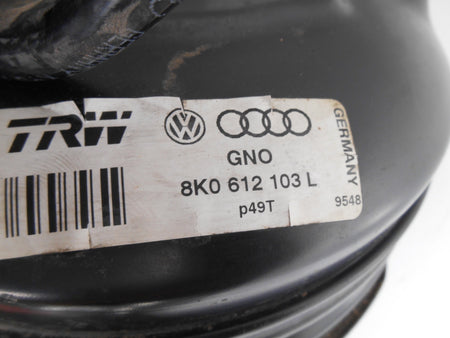 TRW
GNO
8K0 612 103 L
p49T
GERMANY
9548